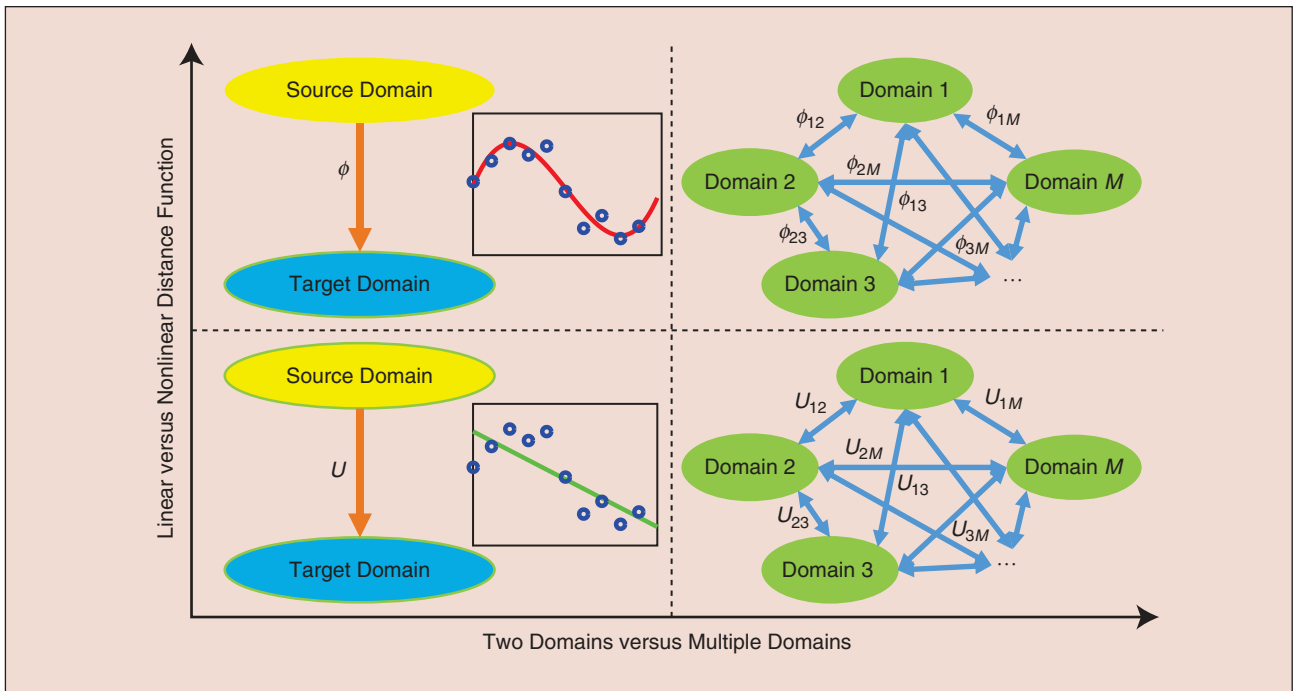 Linear versus Nonlinear Distance Function
Source Domain
ϕ
Target Domain
Domain 1
ϕ12
ϕ1M
Domain 2
ϕ2M
Domain M
ϕ13
ϕ23
ϕ3M
Domain 3
...
Source Domain
U
Target Domain
Domain 1
U12
U1M
Domain 2
U2M
Domain M
U13
U23
U3M
Domain 3
...
Two Domains versus Multiple Domains